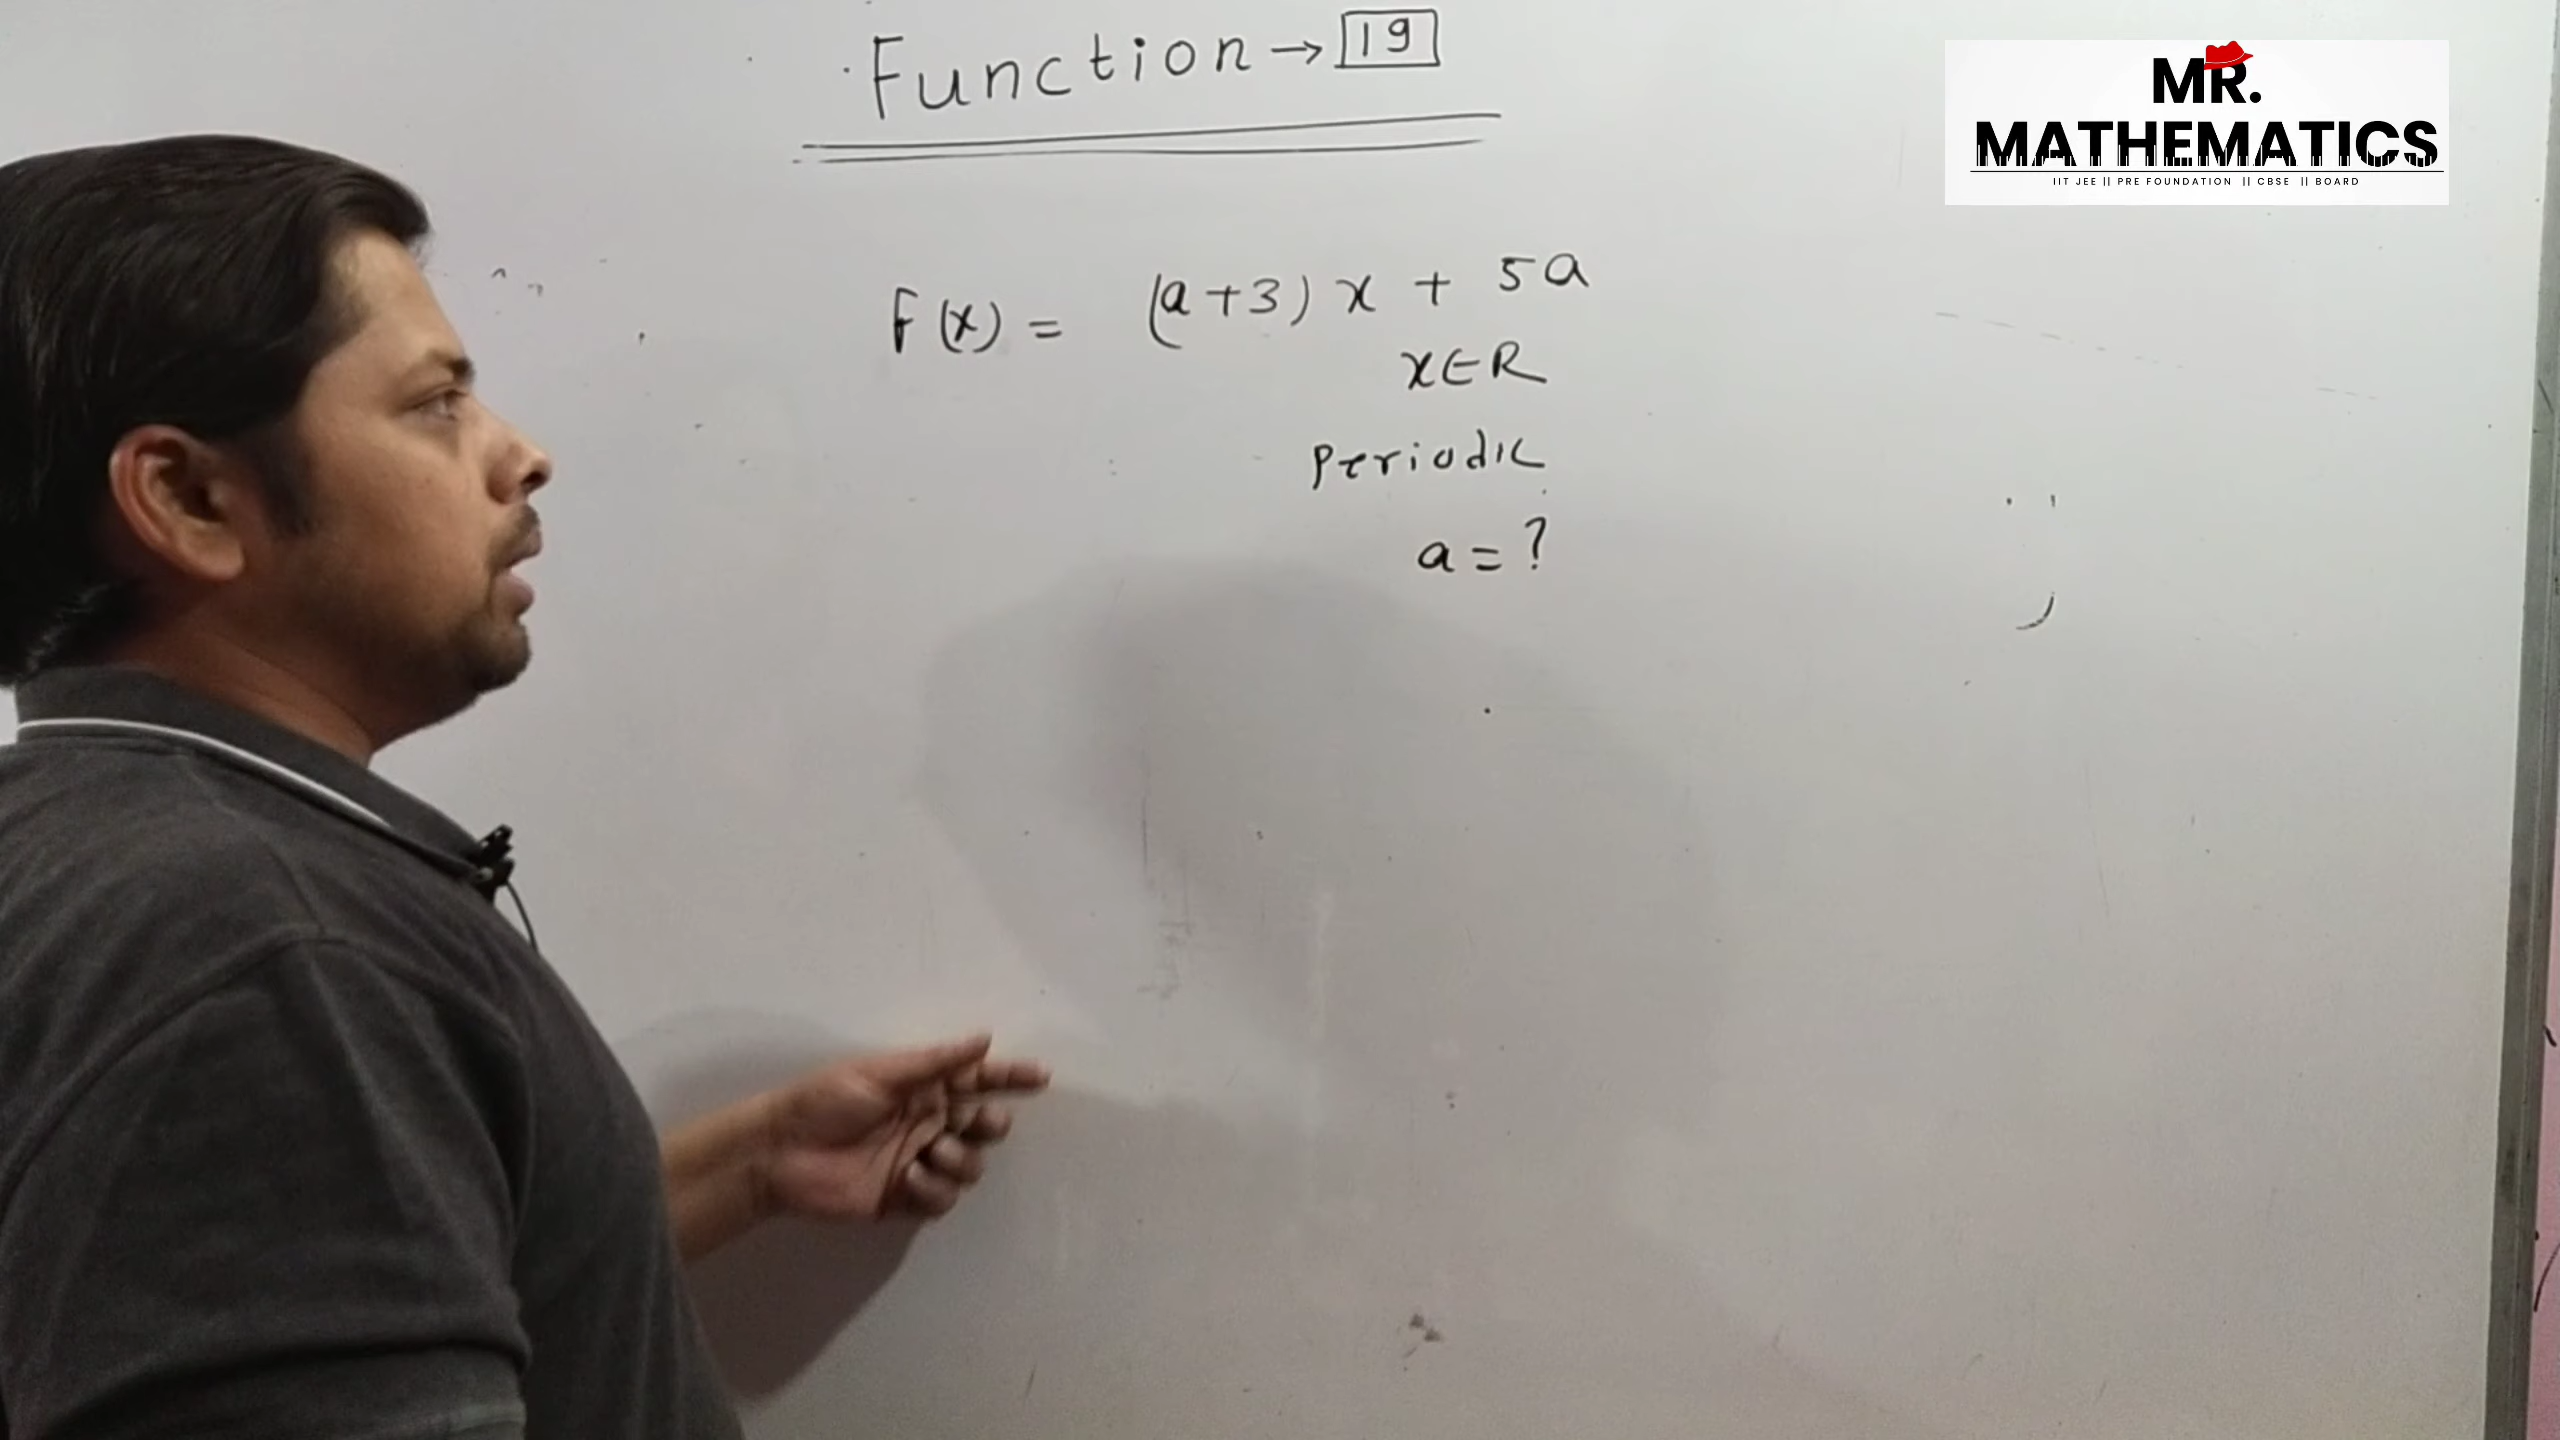 Function → 19
MR.
MATHEMATICS
IIT JEE || PRE FOUNDATION || CBSE || BOARD
F(x) = (a+3) x + 5a
x∈R
Periodic
a = ?